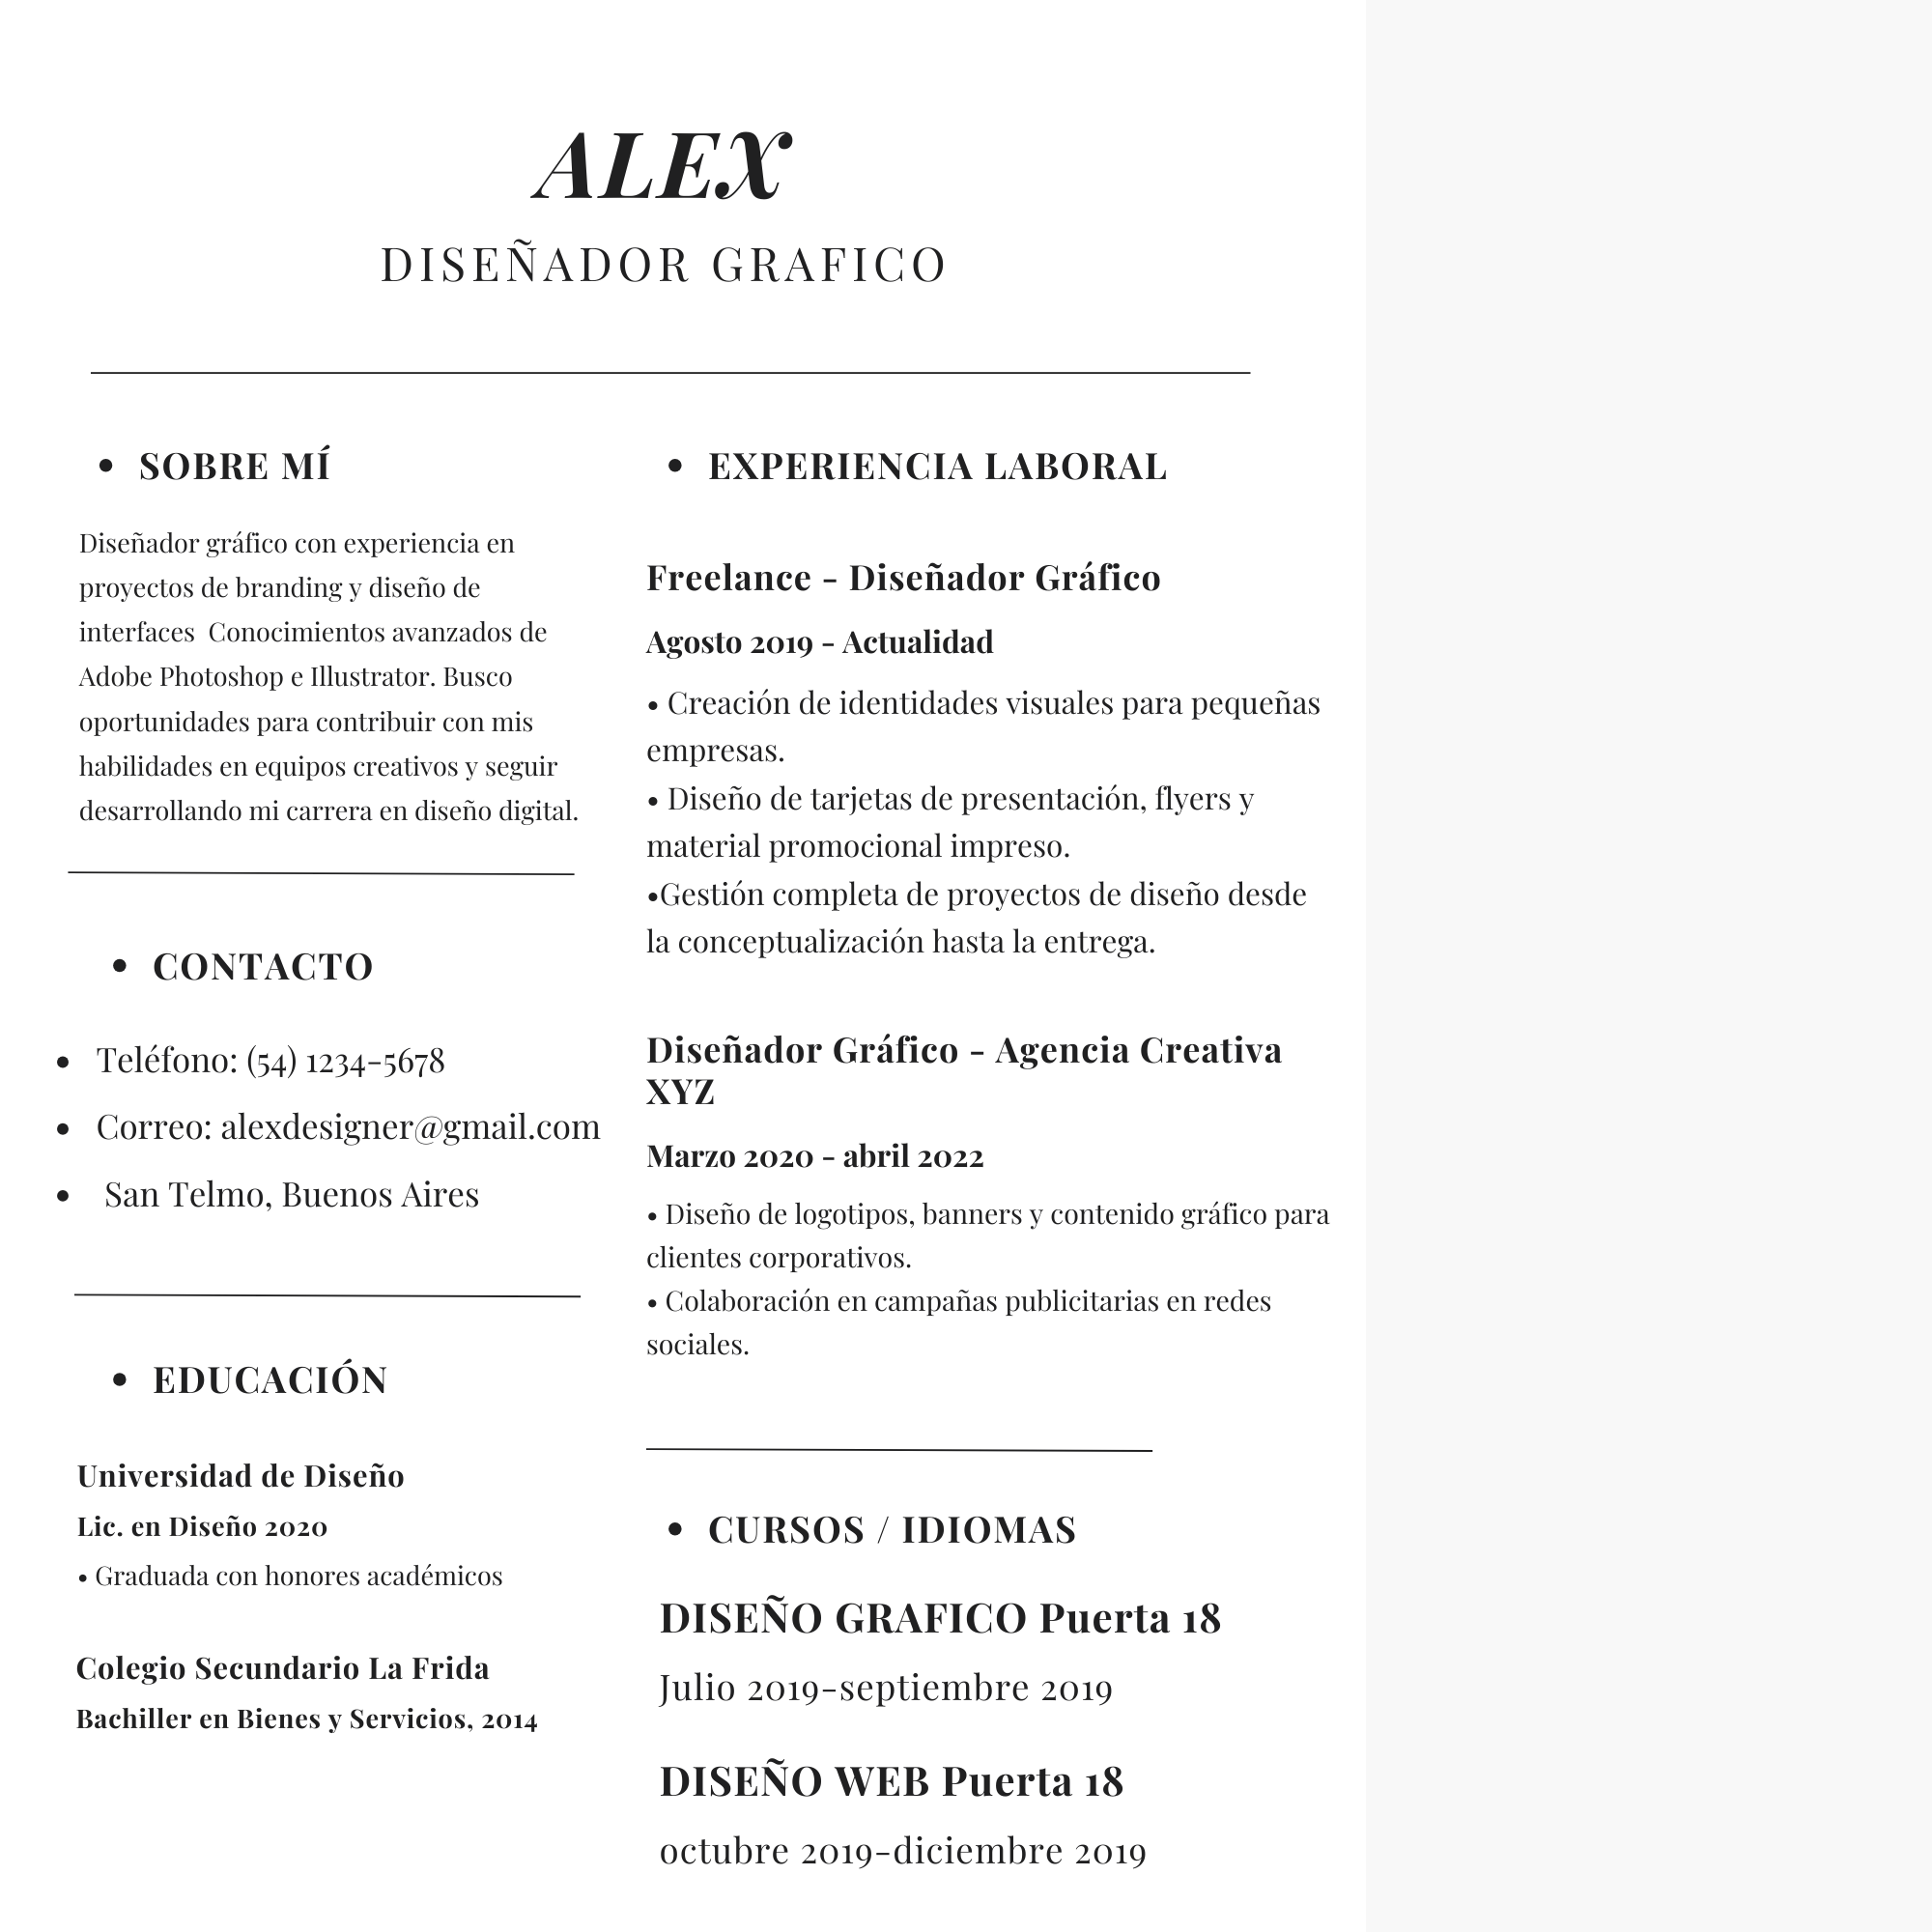 ALEX
DISEÑADOR GRAFICO
• SOBRE MÍ
Diseñador gráfico con experiencia en
proyectos de branding y diseño de
interfaces  Conocimientos avanzados de
Adobe Photoshop e Illustrator. Busco
oportunidades para contribuir con mis
habilidades en equipos creativos y seguir
desarrollando mi carrera en diseño digital.
• CONTACTO
• Teléfono: (54) 1234-5678
• Correo: alexdesigner@gmail.com
• San Telmo, Buenos Aires
• EDUCACIÓN
Universidad de Diseño
Lic. en Diseño 2020
• Graduada con honores académicos
Colegio Secundario La Frida
Bachiller en Bienes y Servicios, 2014
• EXPERIENCIA LABORAL
Freelance - Diseñador Gráfico
Agosto 2019 - Actualidad
• Creación de identidades visuales para pequeñas
empresas.
• Diseño de tarjetas de presentación, flyers y
material promocional impreso.
•Gestión completa de proyectos de diseño desde
la conceptualización hasta la entrega.
Diseñador Gráfico - Agencia Creativa
XYZ
Marzo 2020 - abril 2022
• Diseño de logotipos, banners y contenido gráfico para
clientes corporativos.
• Colaboración en campañas publicitarias en redes
sociales.
• CURSOS / IDIOMAS
DISEÑO GRAFICO Puerta 18
Julio 2019-septiembre 2019
DISEÑO WEB Puerta 18
octubre 2019-diciembre 2019